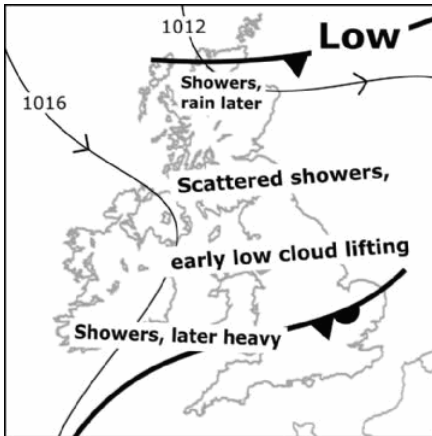 1012
Low
1016
Showers,
rain later
Scattered showers,
early low cloud lifting
Showers, later heavy